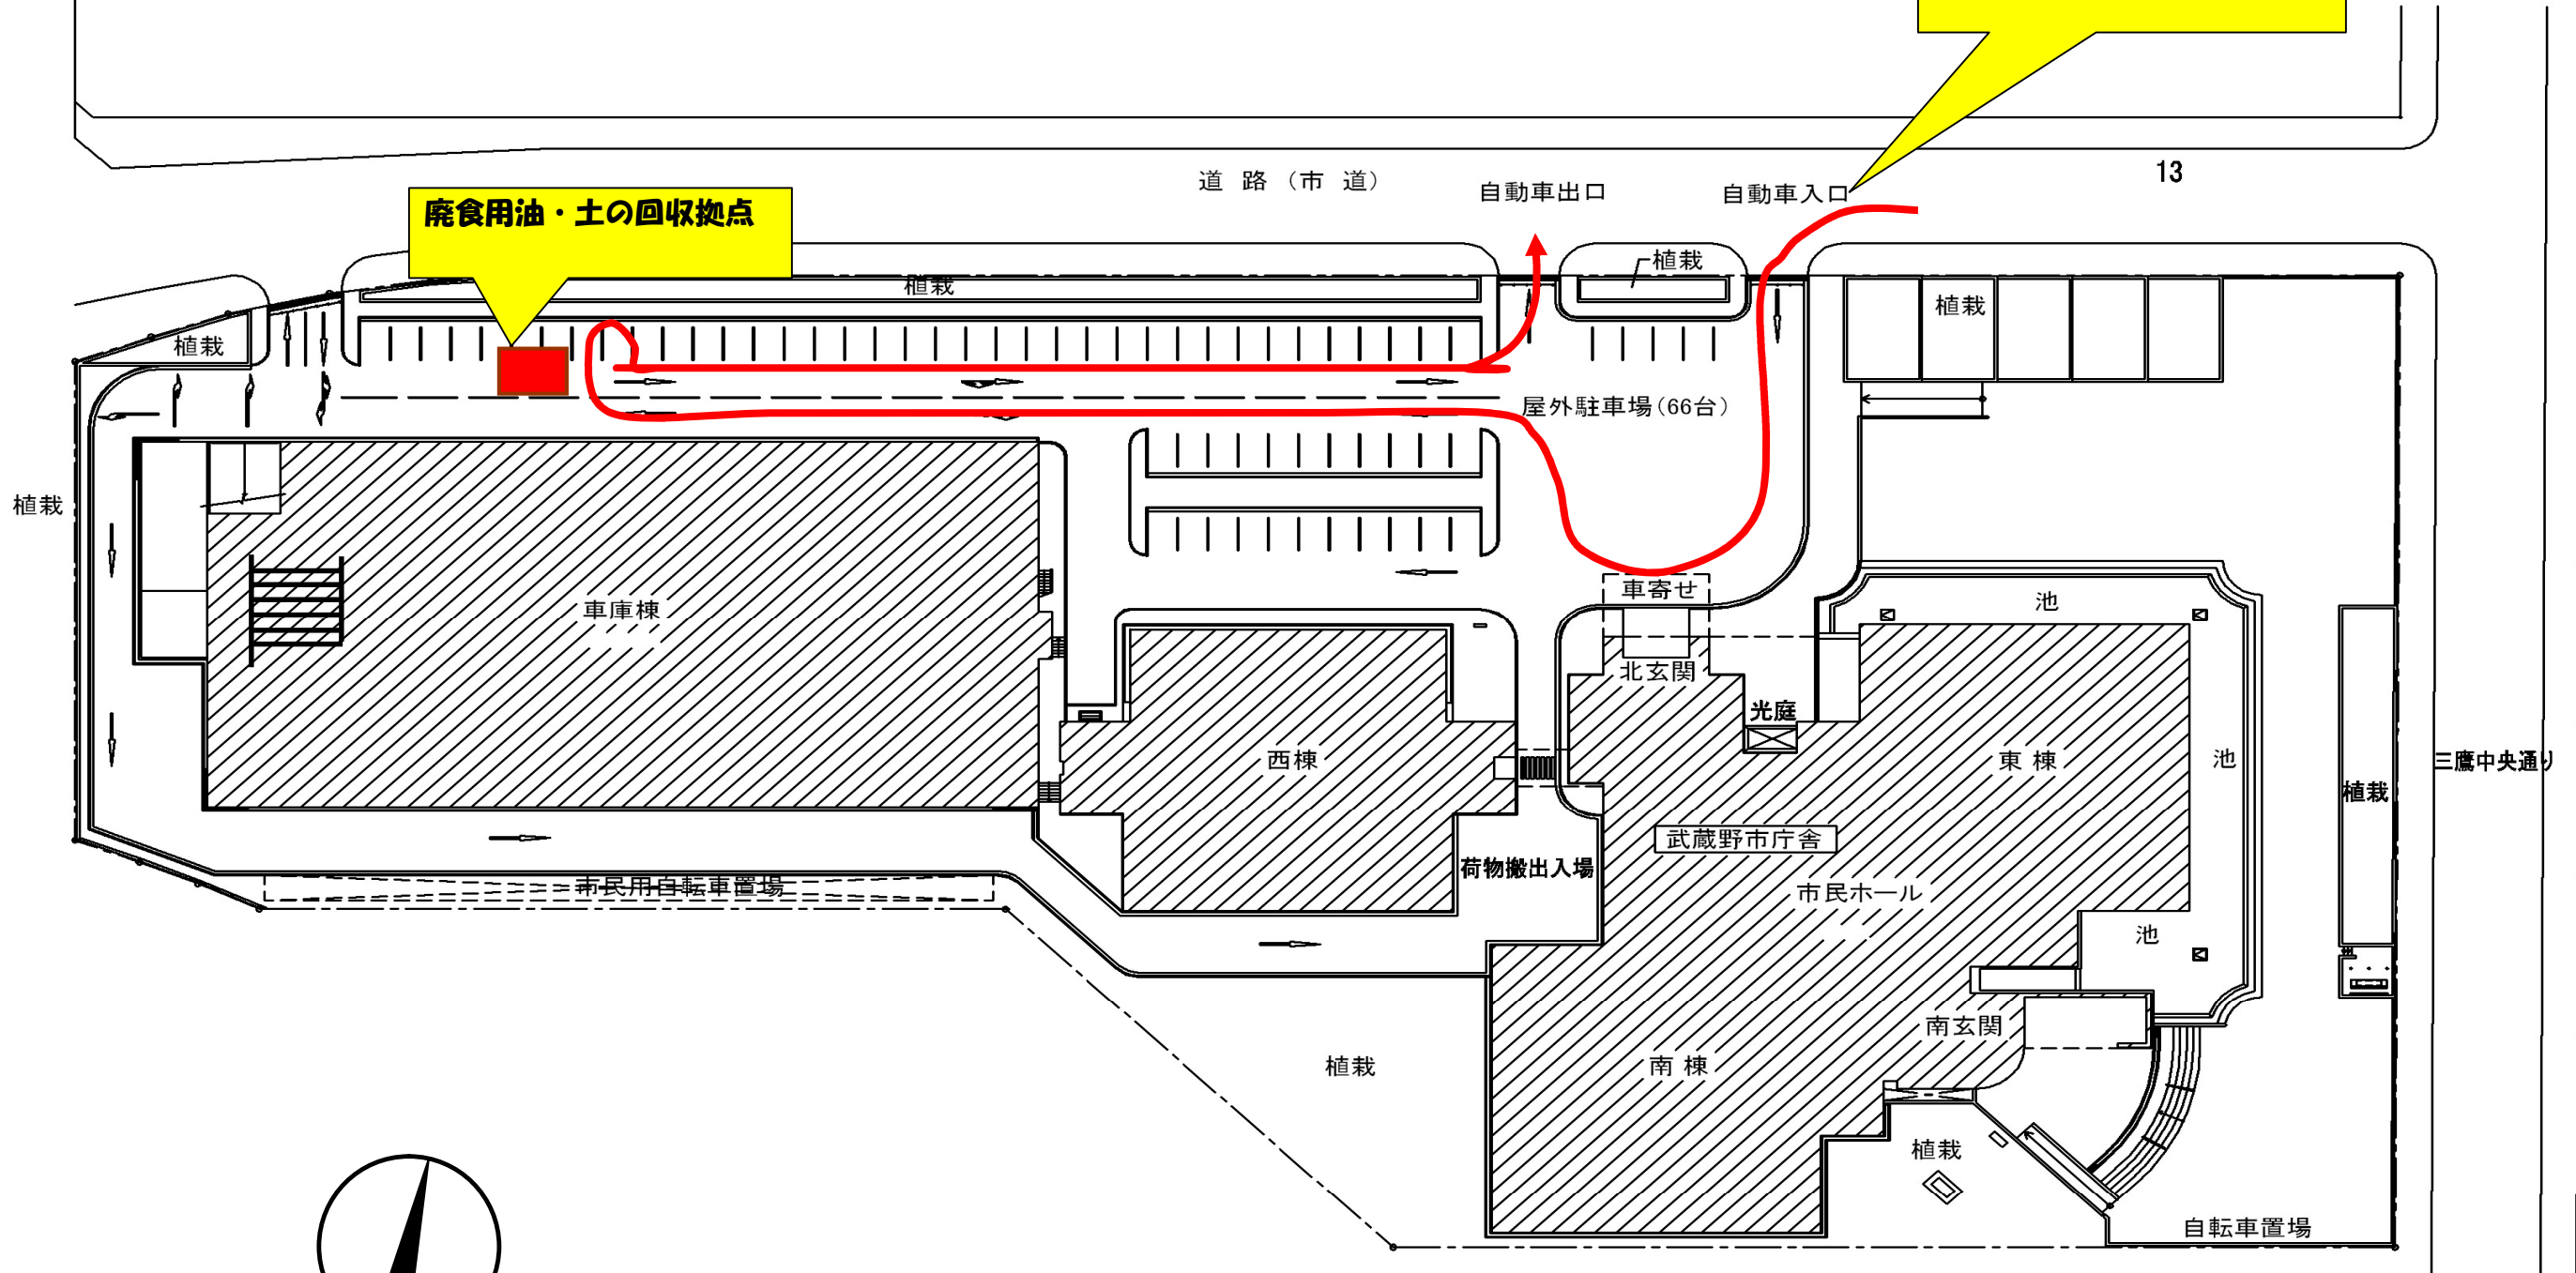 13
道 路 （市 道）
自動車出口
自動車入口
廃食用油・土の回収拠点
植栽
植栽
植栽
植栽
屋外駐車場（66台）
植栽
車寄せ
車庫棟
池
北玄関
光庭
西棟
東 棟
池
三鷹中央通り
植栽
武蔵野市庁舎
荷物搬出入場
市民用自転車置場
市民ホール
池
南玄関
植栽
南 棟
植栽
自転車置場